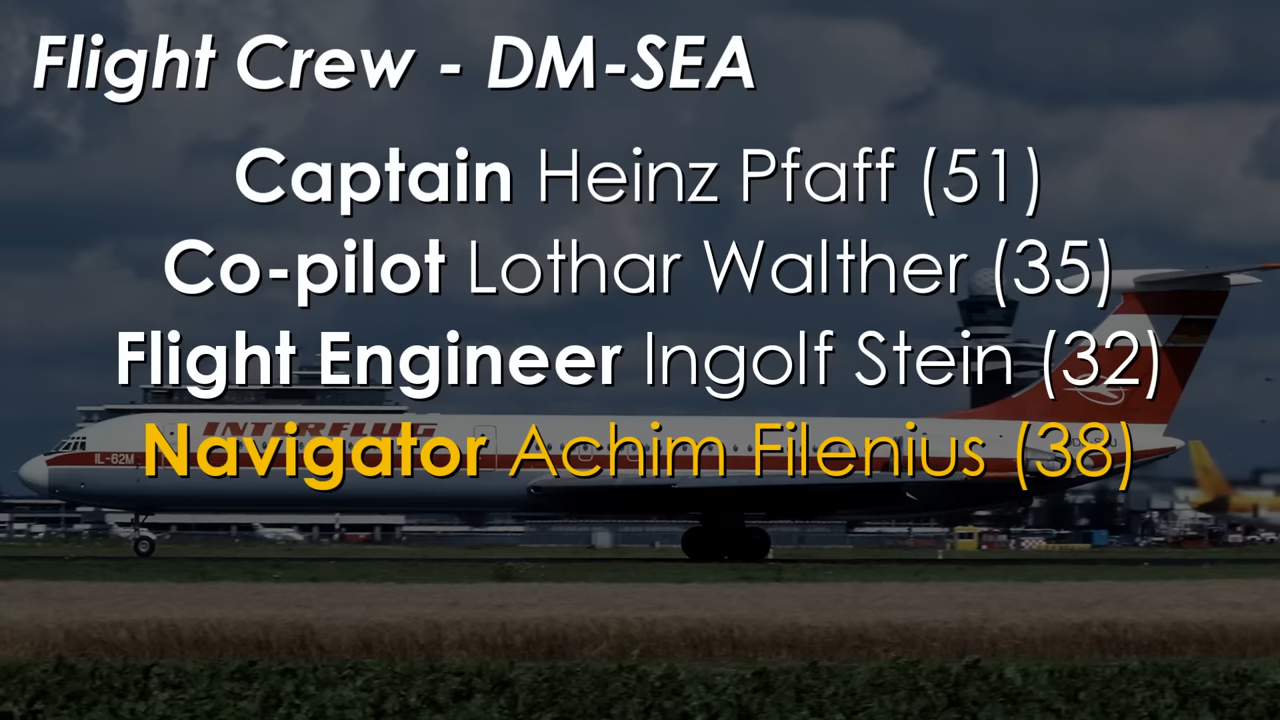 Flight Crew - DM-SEA
Captain Heinz Pfaff (51)
Co-pilot Lothar Walther (35)
Flight Engineer Ingolf Stein (32)
INTERFLUG
Navigator Achim Filenius (38)
IL-62M